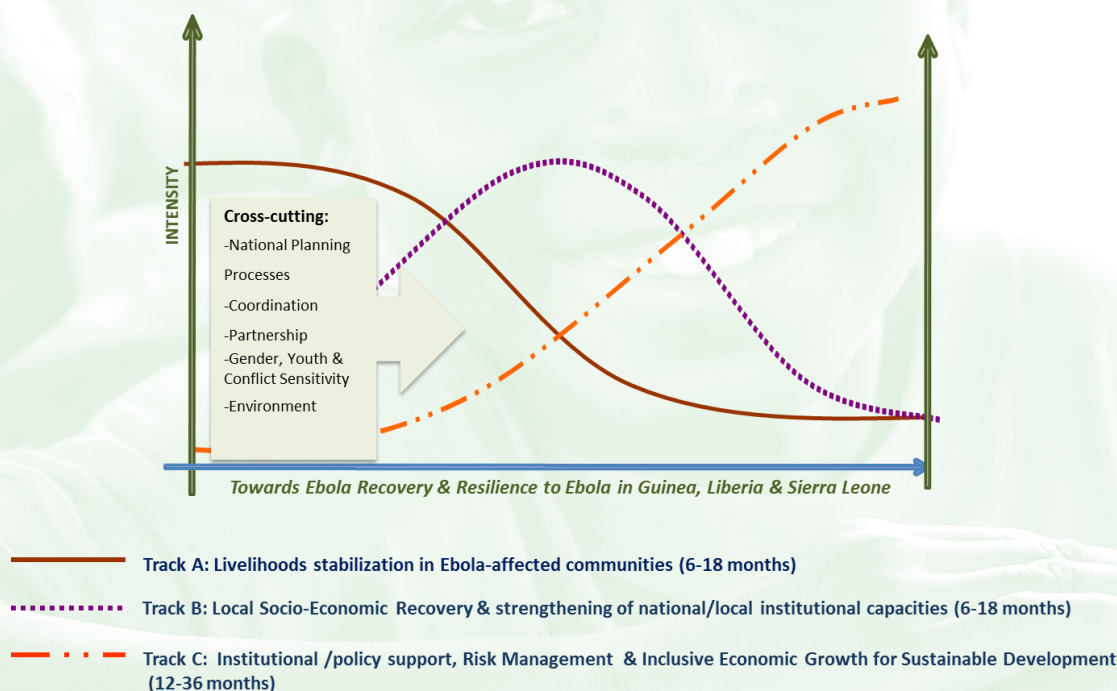 INTENSITY
Cross-cutting:
-National Planning
Processes
-Coordination
-Partnership
-Gender, Youth &
Conflict Sensitivity
-Environment
Towards Ebola Recovery & Resilience to Ebola in Guinea, Liberia & Sierra Leone
Track A: Livelihoods stabilization in Ebola-affected communities (6-18 months)
Track B: Local Socio-Economic Recovery & strengthening of national/local institutional capacities (6-18 months)
Track C: Institutional /policy support, Risk Management & Inclusive Economic Growth for Sustainable Development
(12-36 months)